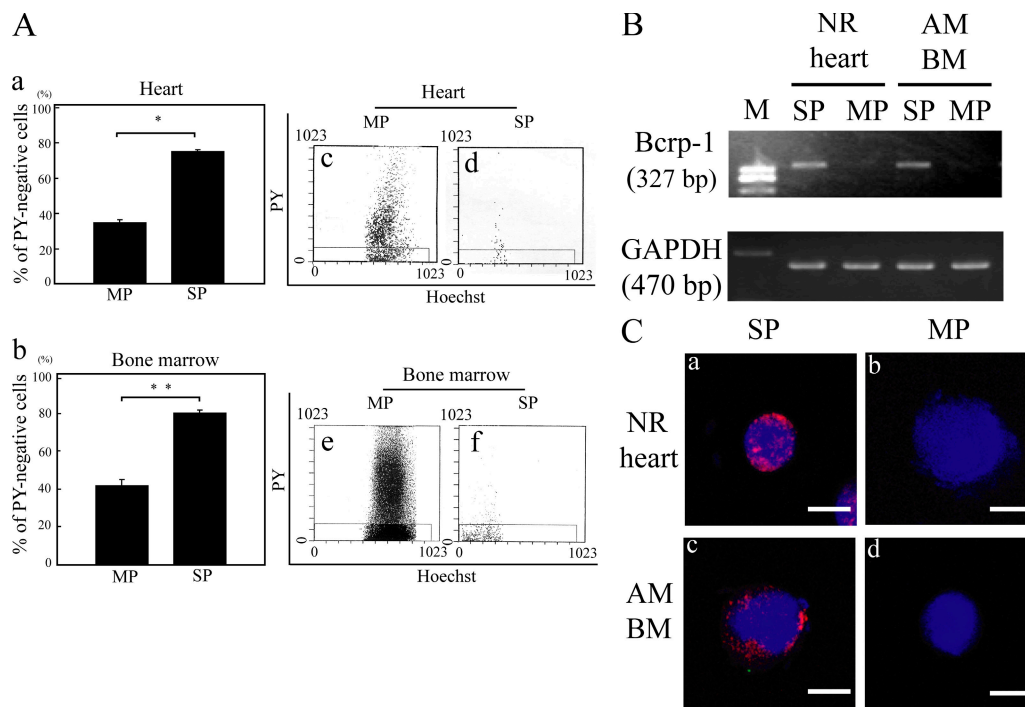 A
a
(%)
Heart
% of PY-negative cells
100
80
60
40
20
0
*
MP
SP
Heart
MP
SP
1023
1023
c
d
PY
0
0
0
1023
0
1023
Hoechst
b
(%)
Bone marrow
% of PY-negative cells
100
80
60
40
20
0
* *
MP
SP
Bone marrow
MP
SP
1023
1023
e
f
PY
0
0
0
1023
0
1023
Hoechst
B
NR
heart
AM
BM
M
SP
MP
SP
MP
Bcrp-1
(327 bp)
GAPDH
(470 bp)
C
SP
MP
NR
heart
a
b
AM
BM
c
d